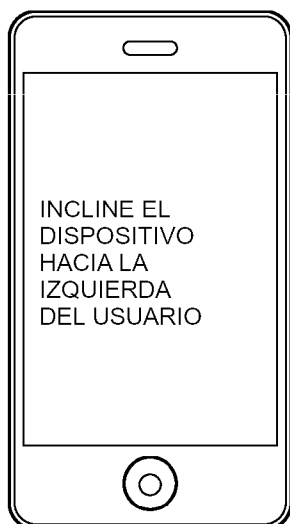 INCLINE EL
DISPOSITIVO
HACIA LA
IZQUIERDA
DEL USUARIO